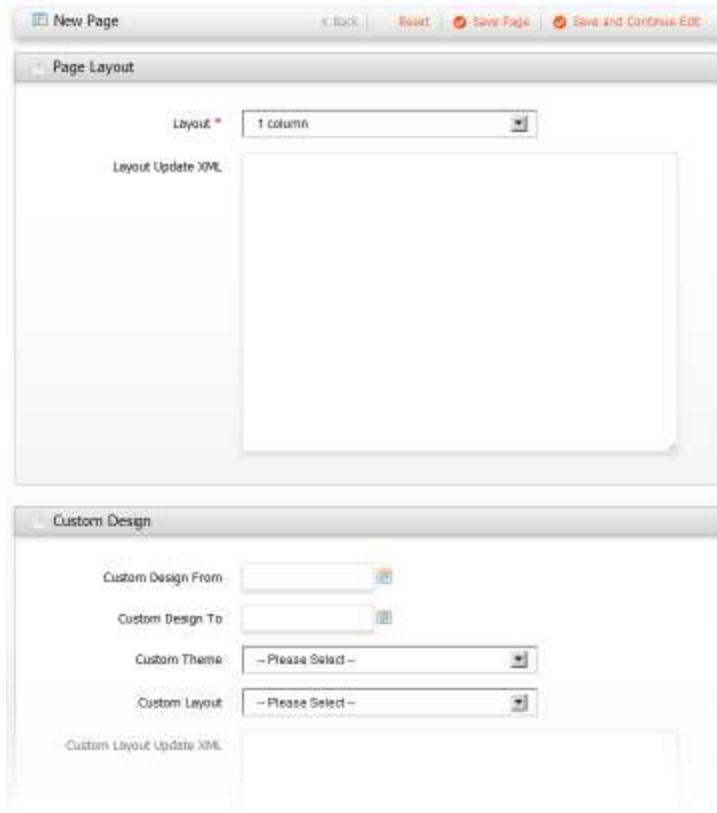 New Page
< Back
Reset
Save Page
Save and Continue Edit
Page Layout
Layout *
1 column
Layout Update XML
Custom Design
Custom Design From
Custom Design To
Custom Theme
-- Please Select --
Custom Layout
-- Please Select --
Custom Layout Update XML